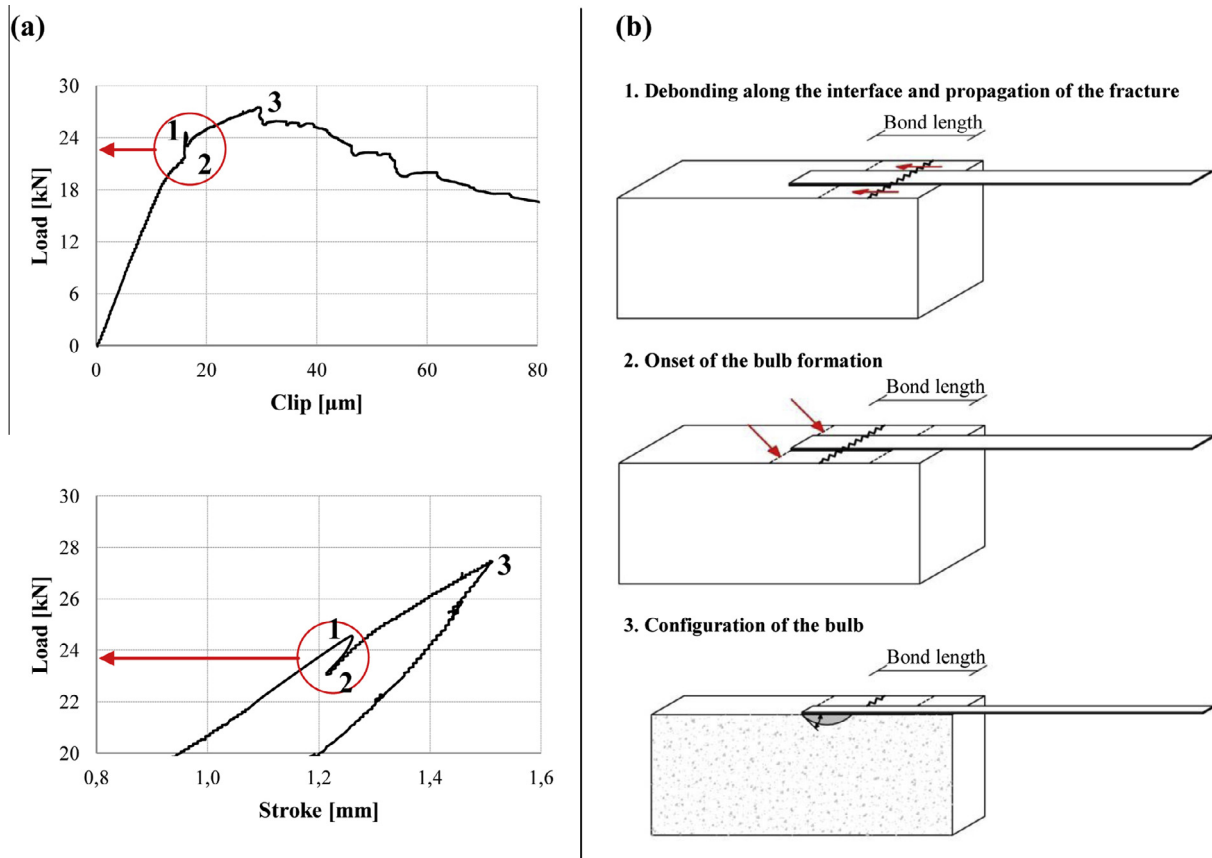 (a)
30
24
18
12
6
0
Load [kN]
1
2
3
0 20 40 60 80
Clip [µm]
30
28
26
24
22
20
Load [kN]
1
2
3
0,8 1,0 1,2 1,4 1,6
Stroke [mm]
(b)
1. Debonding along the interface and propagation of the fracture
Bond length
2. Onset of the bulb formation
Bond length
3. Configuration of the bulb
Bond length